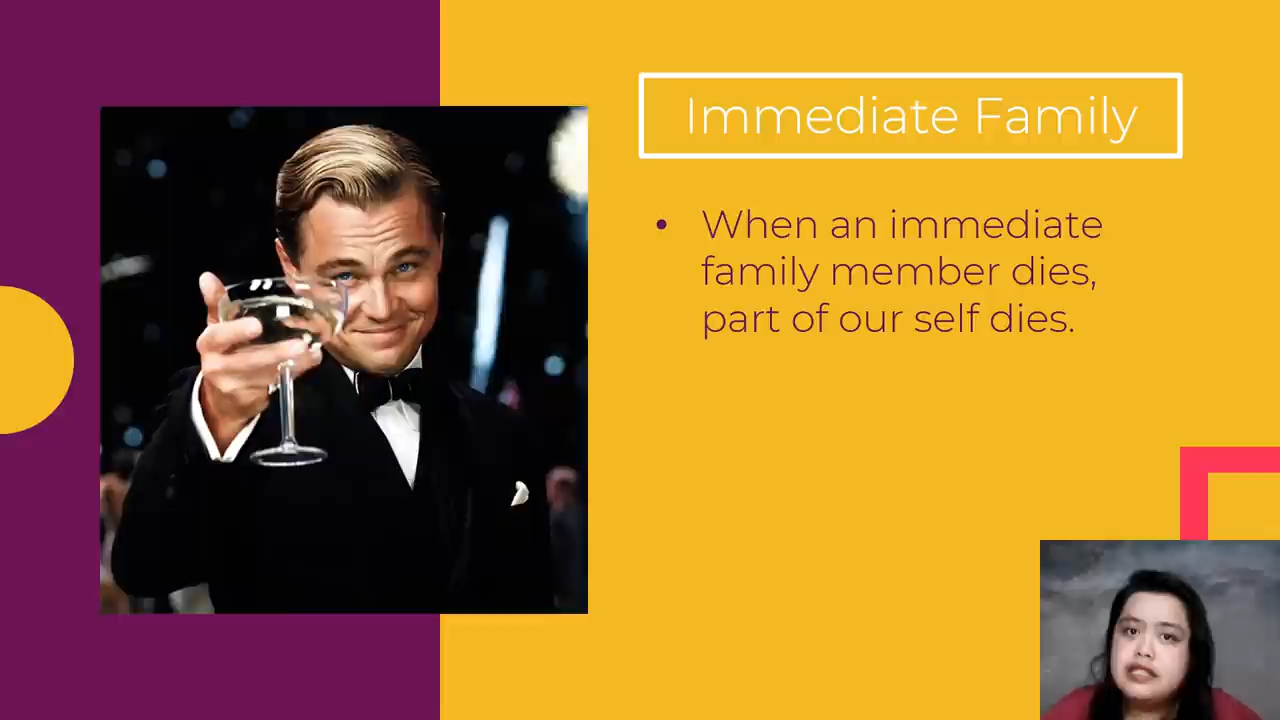 Immediate Family
• When an immediate
family member dies,
part of our self dies.